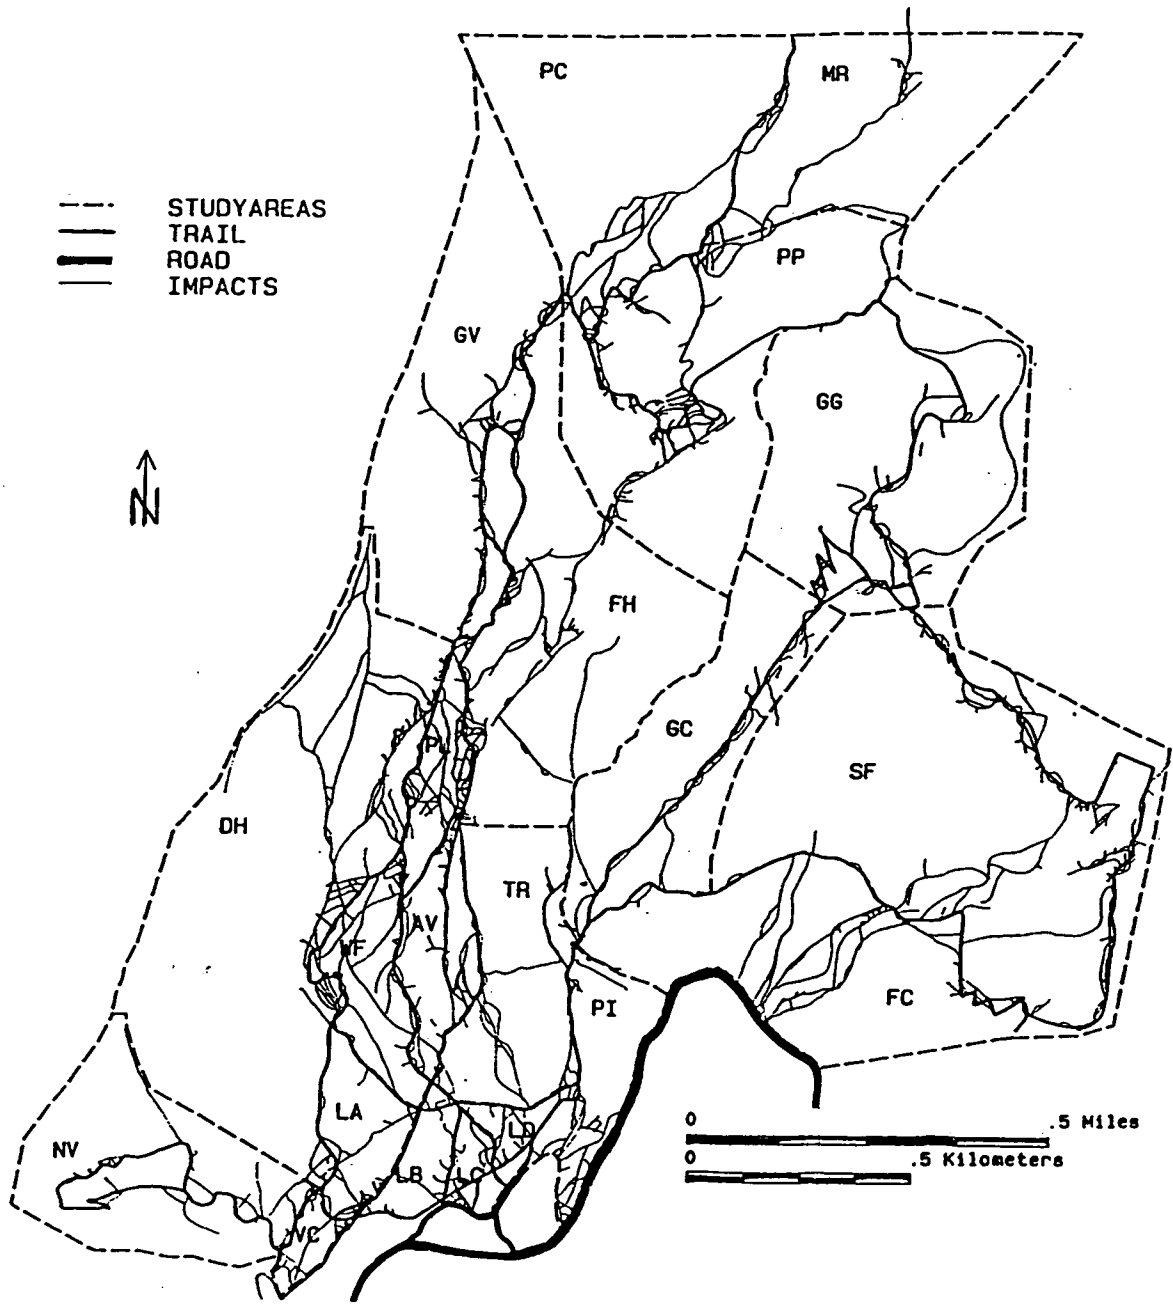 PC
MR
STUDYAREAS
TRAIL
ROAD
IMPACTS
PP
GV
GG
N
FH
GC
PL
SF
DH
TR
AV
WF
FC
PI
LA
LD
0 .5 Miles
NV
0 .5 Kilometers
LB
LC
VC